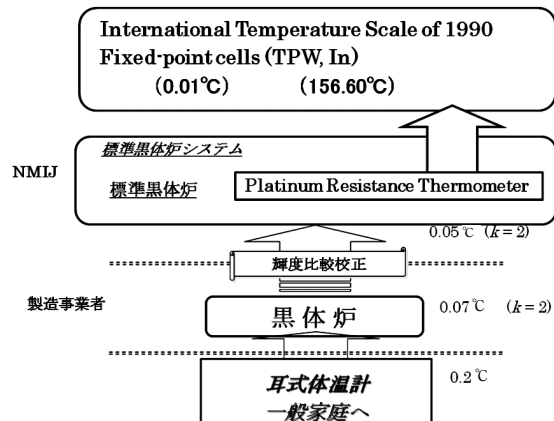 International Temperature Scale of 1990
Fixed-point cells (TPW, In)
(0.01℃) (156.60℃)
標準黒体炉システム
NMIJ
標準黒体炉
Platinum Resistance Thermometer
0.05℃ (k = 2)
輝度比較校正
製造事業者
黒体炉
0.07℃ (k = 2)
耳式体温計
0.2℃
一般家庭へ